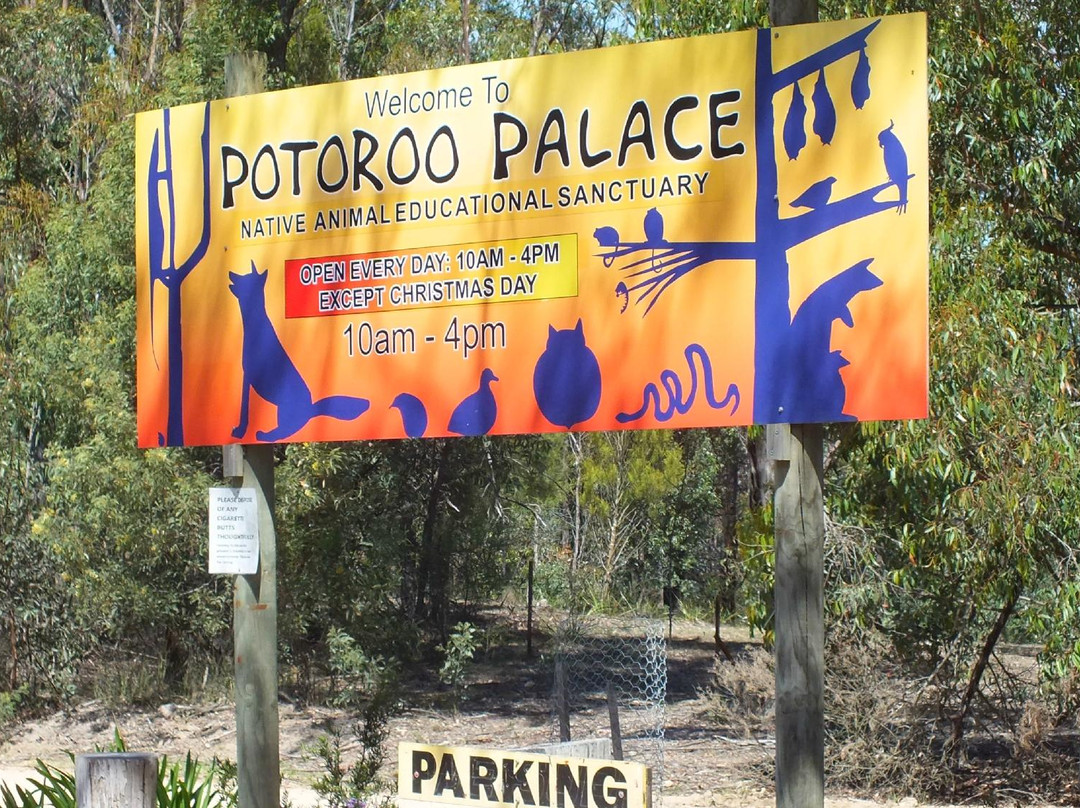 Welcome To
POTOROO PALACE
NATIVE ANIMAL EDUCATIONAL SANCTUARY
OPEN EVERY DAY: 10AM - 4PM
EXCEPT CHRISTMAS DAY
10am - 4pm
PLEASE
OF ANY
CIGARETTE
BUTTS
THOUGHTFULLY
PARKING